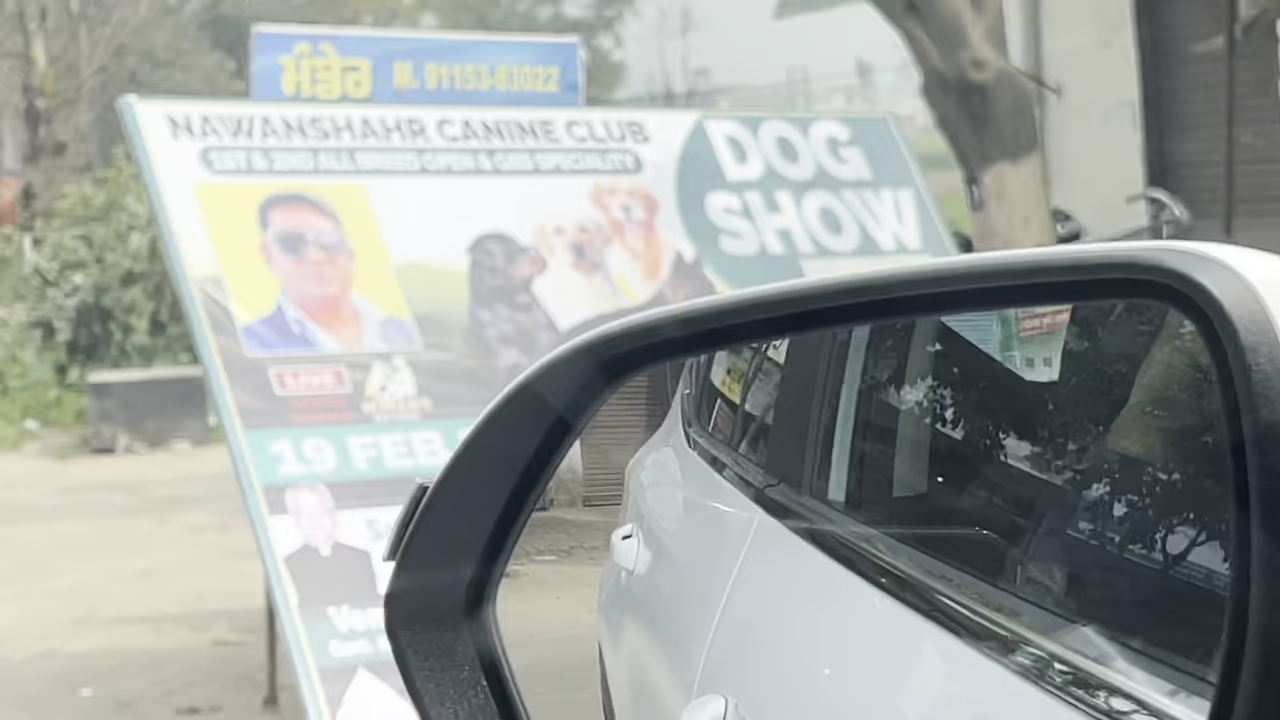 ਮੰਡੇਰ M. 91153-83022
NAWANSHAHR CANINE CLUB
1ST & 2ND ALL BREED OPEN & GSD SPECIALITY
DOG
SHOW
LIVE
19 FEB.